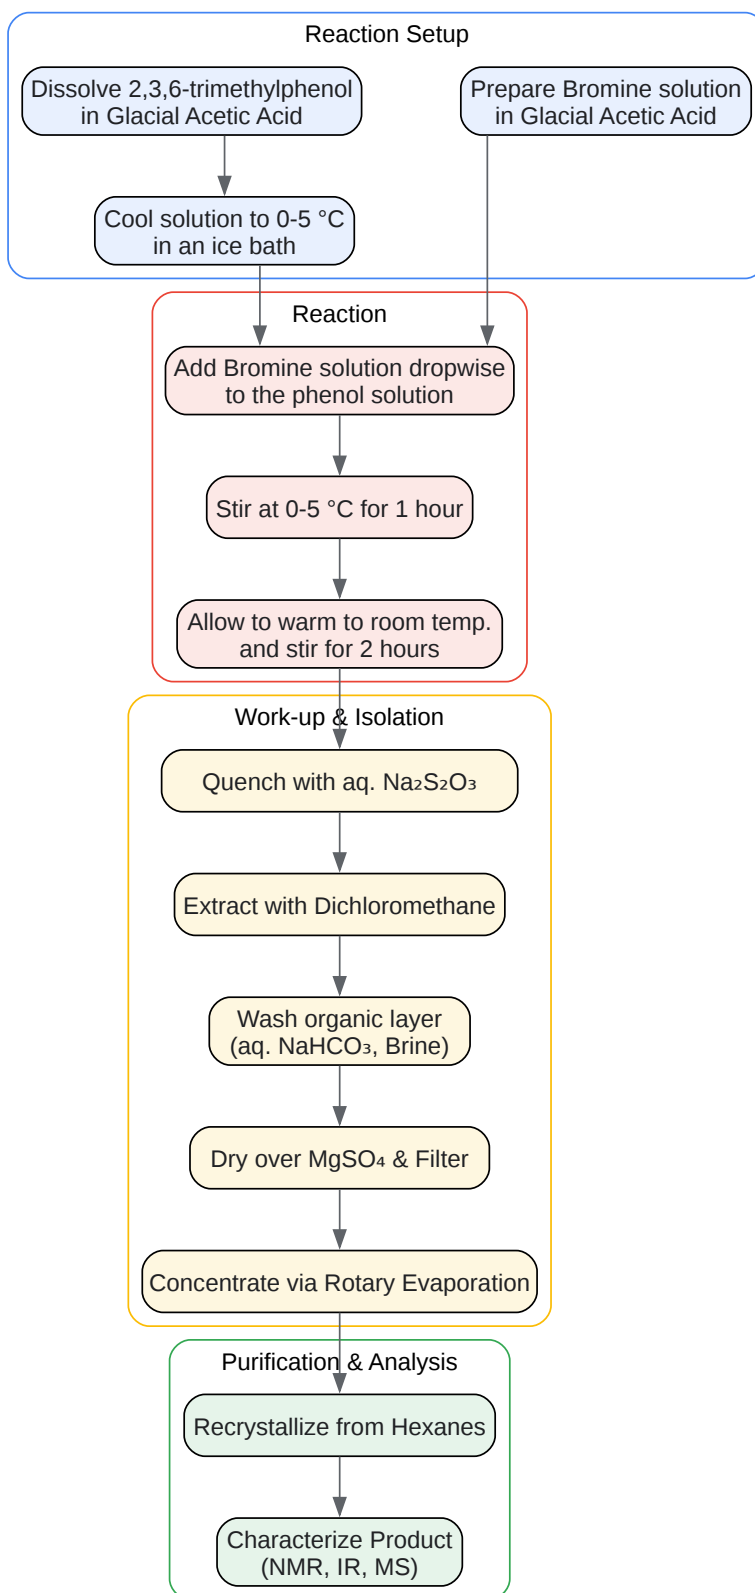 Reaction Setup
Dissolve 2,3,6-trimethylphenol
in Glacial Acetic Acid
Prepare Bromine solution
in Glacial Acetic Acid
Cool solution to 0-5 °C
in an ice bath
Reaction
Add Bromine solution dropwise
to the phenol solution
Stir at 0-5 °C for 1 hour
Allow to warm to room temp.
and stir for 2 hours
Work-up & Isolation
Quench with aq. Na₂S₂O₃
Extract with Dichloromethane
Wash organic layer
(aq. NaHCO₃, Brine)
Dry over MgSO₄ & Filter
Concentrate via Rotary Evaporation
Purification & Analysis
Recrystallize from Hexanes
Characterize Product
(NMR, IR, MS)